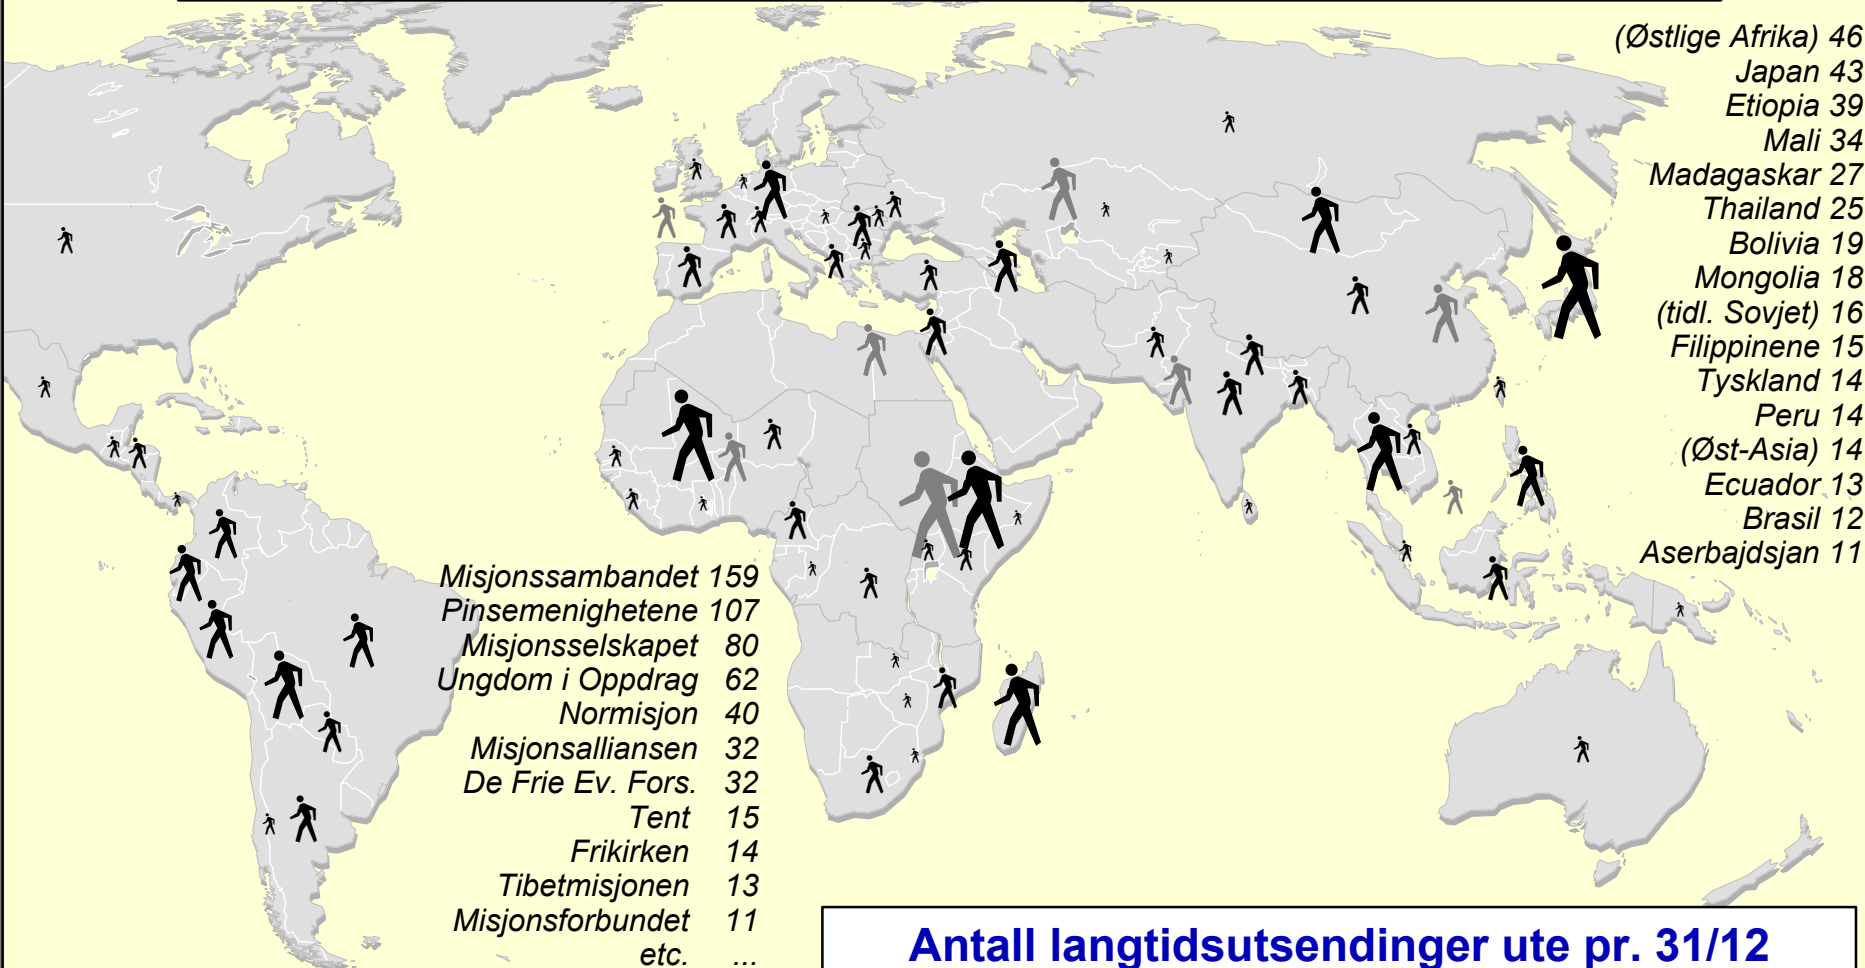 (Østlige Afrika) 46
Japan 43
Etiopia 39
Mali 34
Madagaskar 27
Thailand 25
Bolivia 19
Mongolia 18
(tidl. Sovjet) 16
Filippinene 15
Tyskland 14
Peru 14
(Øst-Asia) 14
Ecuador 13
Brasil 12
Aserbajdsjan 11
Misjonssambandet 159
Pinsemenighetene 107
Misjonsselskapet 80
Ungdom i Oppdrag 62
Normisjon 40
Misjonsalliansen 32
De Frie Ev. Fors. 32
Tent 15
Frikirken 14
Tibetmisjonen 13
Misjonsforbundet 11
etc. ...
Antall langtidsutsendinger ute pr. 31/12